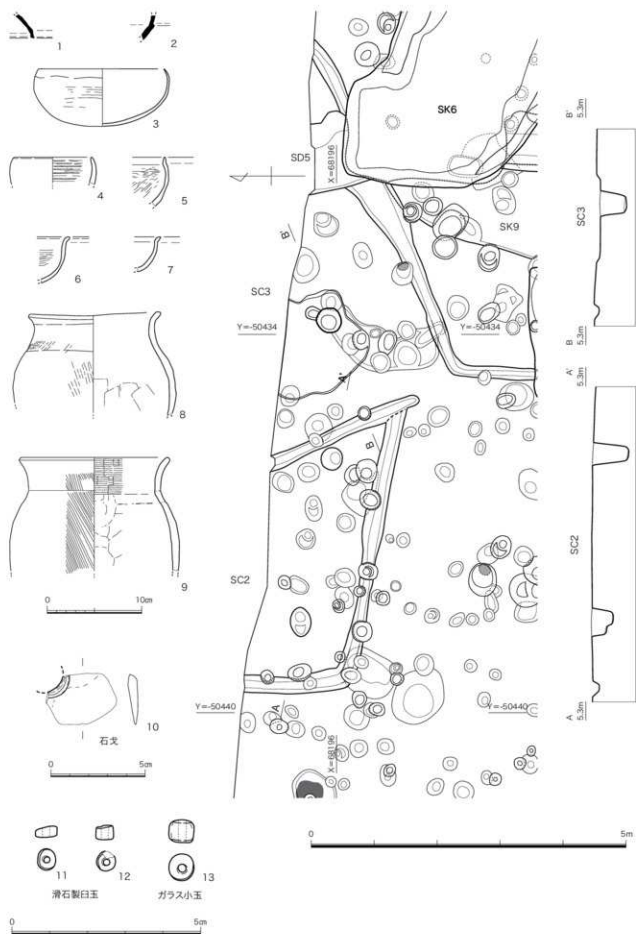 1
2
3
4
5
6
7
8
9
0 10㎝
10
石戈
0 5㎝
11
12
13
滑石製臼玉
ガラス小玉
0 5㎝
SK6
SD5
X=68196
SK9
B'
SC3
Y=-50434
Y=-50434
A'
B
SC2
Y=-50440
Y=-50440
A
X=68196
0 5m
B'
5.3m
SC3
5.3m
B
A'
5.3m
SC2
A
5.3m